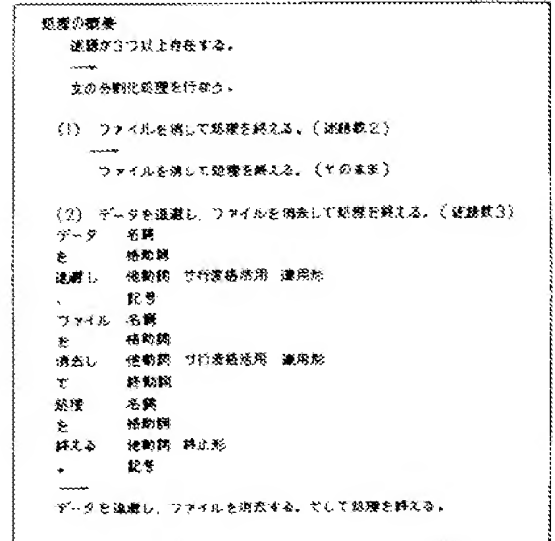 処理の概要
述語が3つ以上存在する。
文の分割化処理を行なう。
(1) ファイルを消して処理を終える。(述語数2)
ファイルを消して処理を終える。(そのまま)
(2) データを退避し、ファイルを消去して処理を終える。(述語数3)
データ 名詞
を 格助詞
退避し 他動詞 サ行変格活用 連用形
、 記号
ファイル 名詞
を 格助詞
消去し 他動詞 サ行変格活用 連用形
て 接助詞
処理 名詞
を 格助詞
終える 他動詞 終止形
。 記号
データを退避し、ファイルを消去する。そして処理を終える。